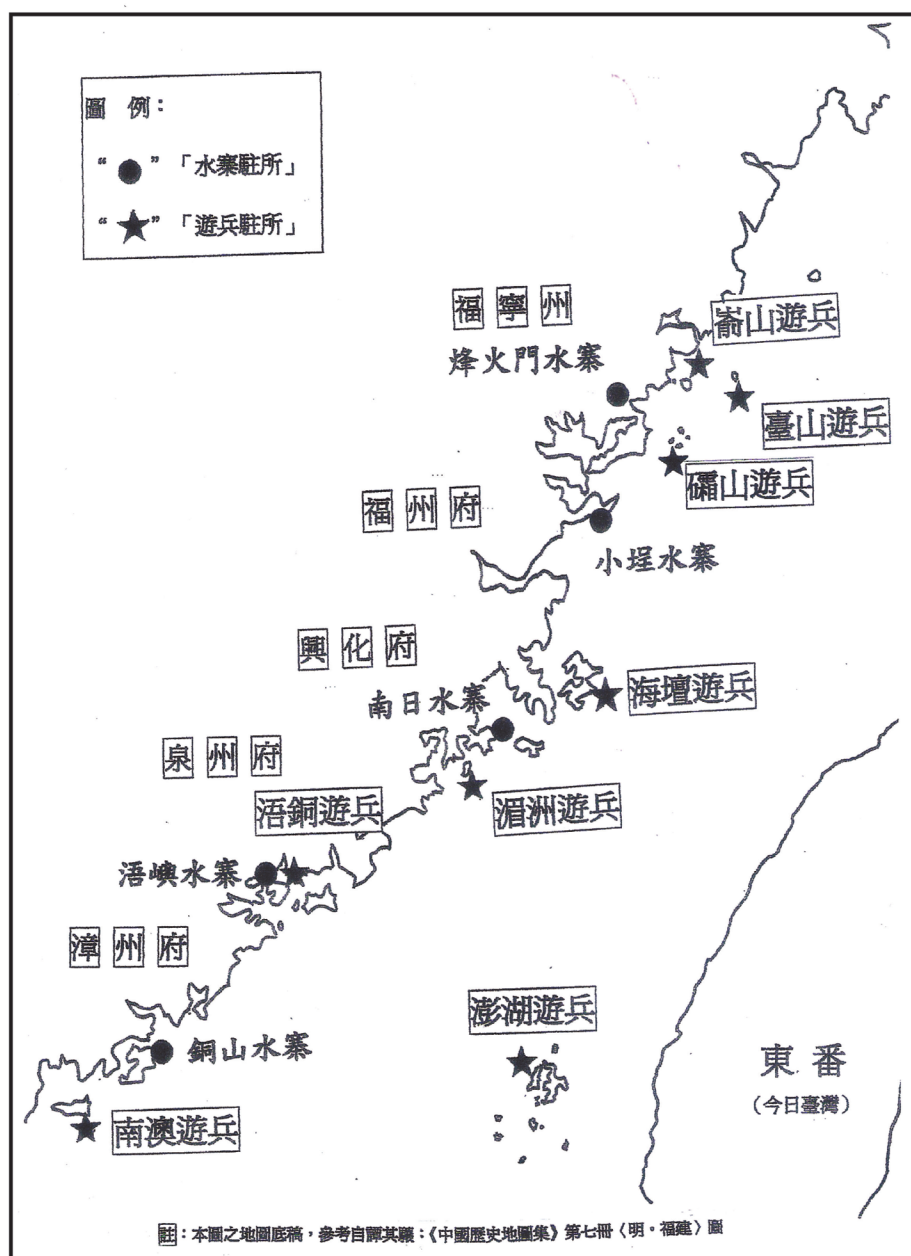 圖 例：
“●”「水寨駐所」
“★”「遊兵駐所」
福寧州
崳山遊兵
烽火門水寨
臺山遊兵
礵山遊兵
福州府
小埕水寨
興化府
海壇遊兵
南日水寨
泉州府
湄洲遊兵
浯銅遊兵
浯嶼水寨
漳州府
澎湖遊兵
銅山水寨
東番
（今日臺灣）
南澳遊兵
註：本圖之地圖底稿，參考自譚其驤：《中國歷史地圖集》第七冊〈明‧福建〉圖